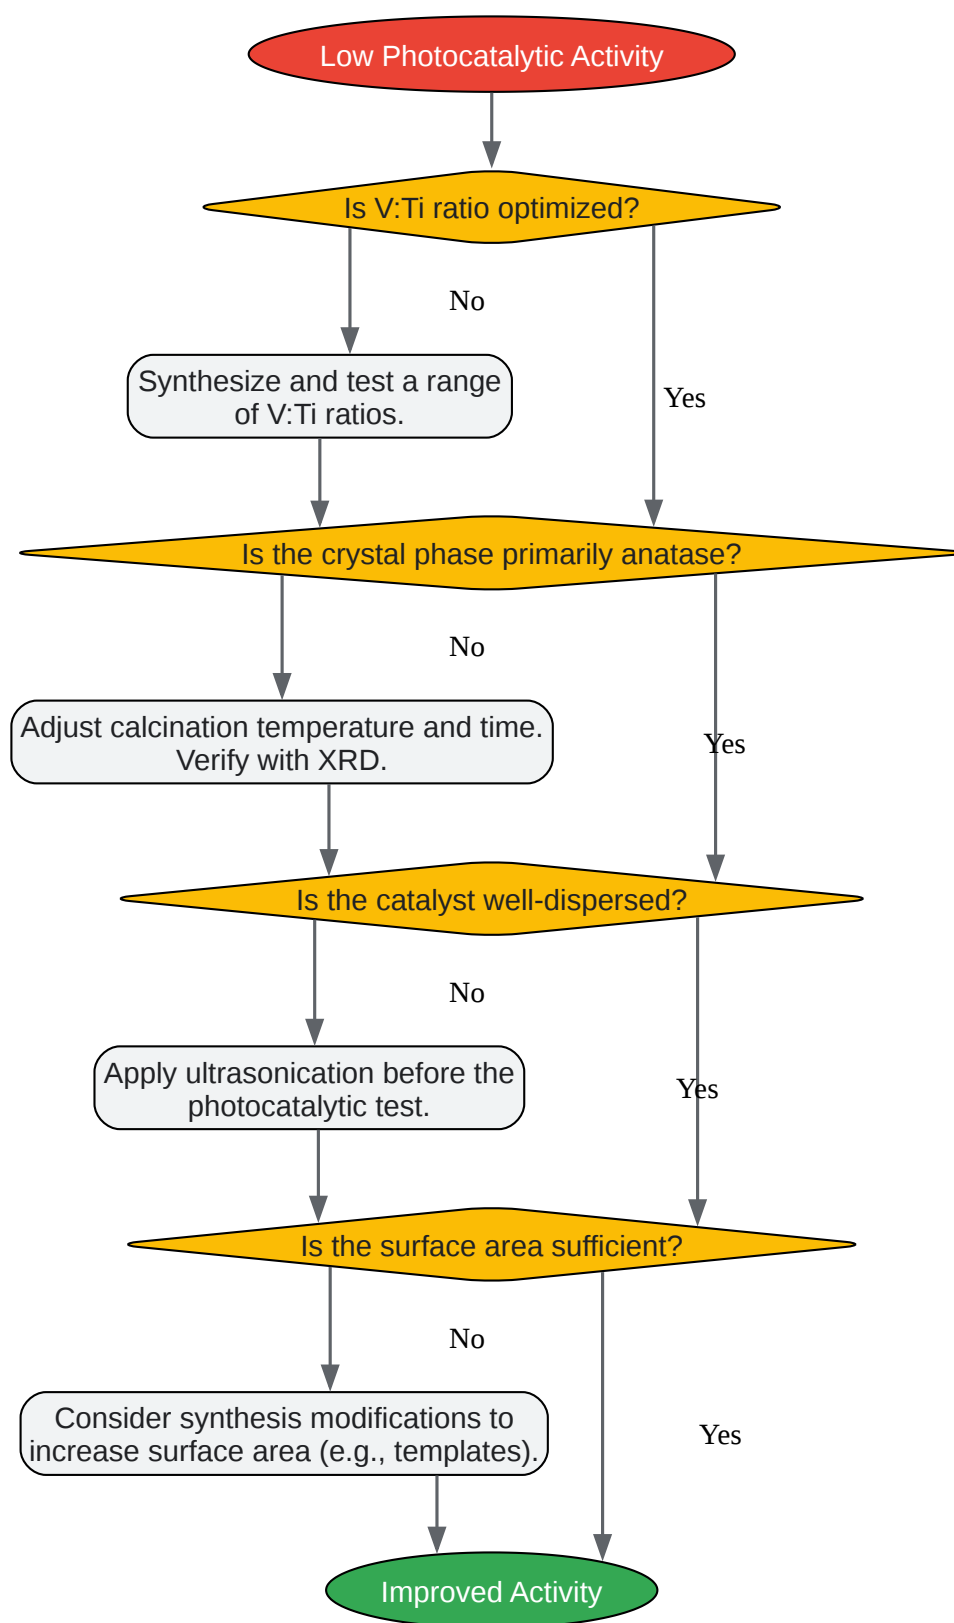 Low Photocatalytic Activity
Is V:Ti ratio optimized?
No
Synthesize and test a range
of V:Ti ratios.
Yes
Is the crystal phase primarily anatase?
No
Adjust calcination temperature and time.
Verify with XRD.
Yes
Is the catalyst well-dispersed?
No
Apply ultrasonication before the
photocatalytic test.
Yes
Is the surface area sufficient?
No
Consider synthesis modifications to
increase surface area (e.g., templates).
Yes
Improved Activity